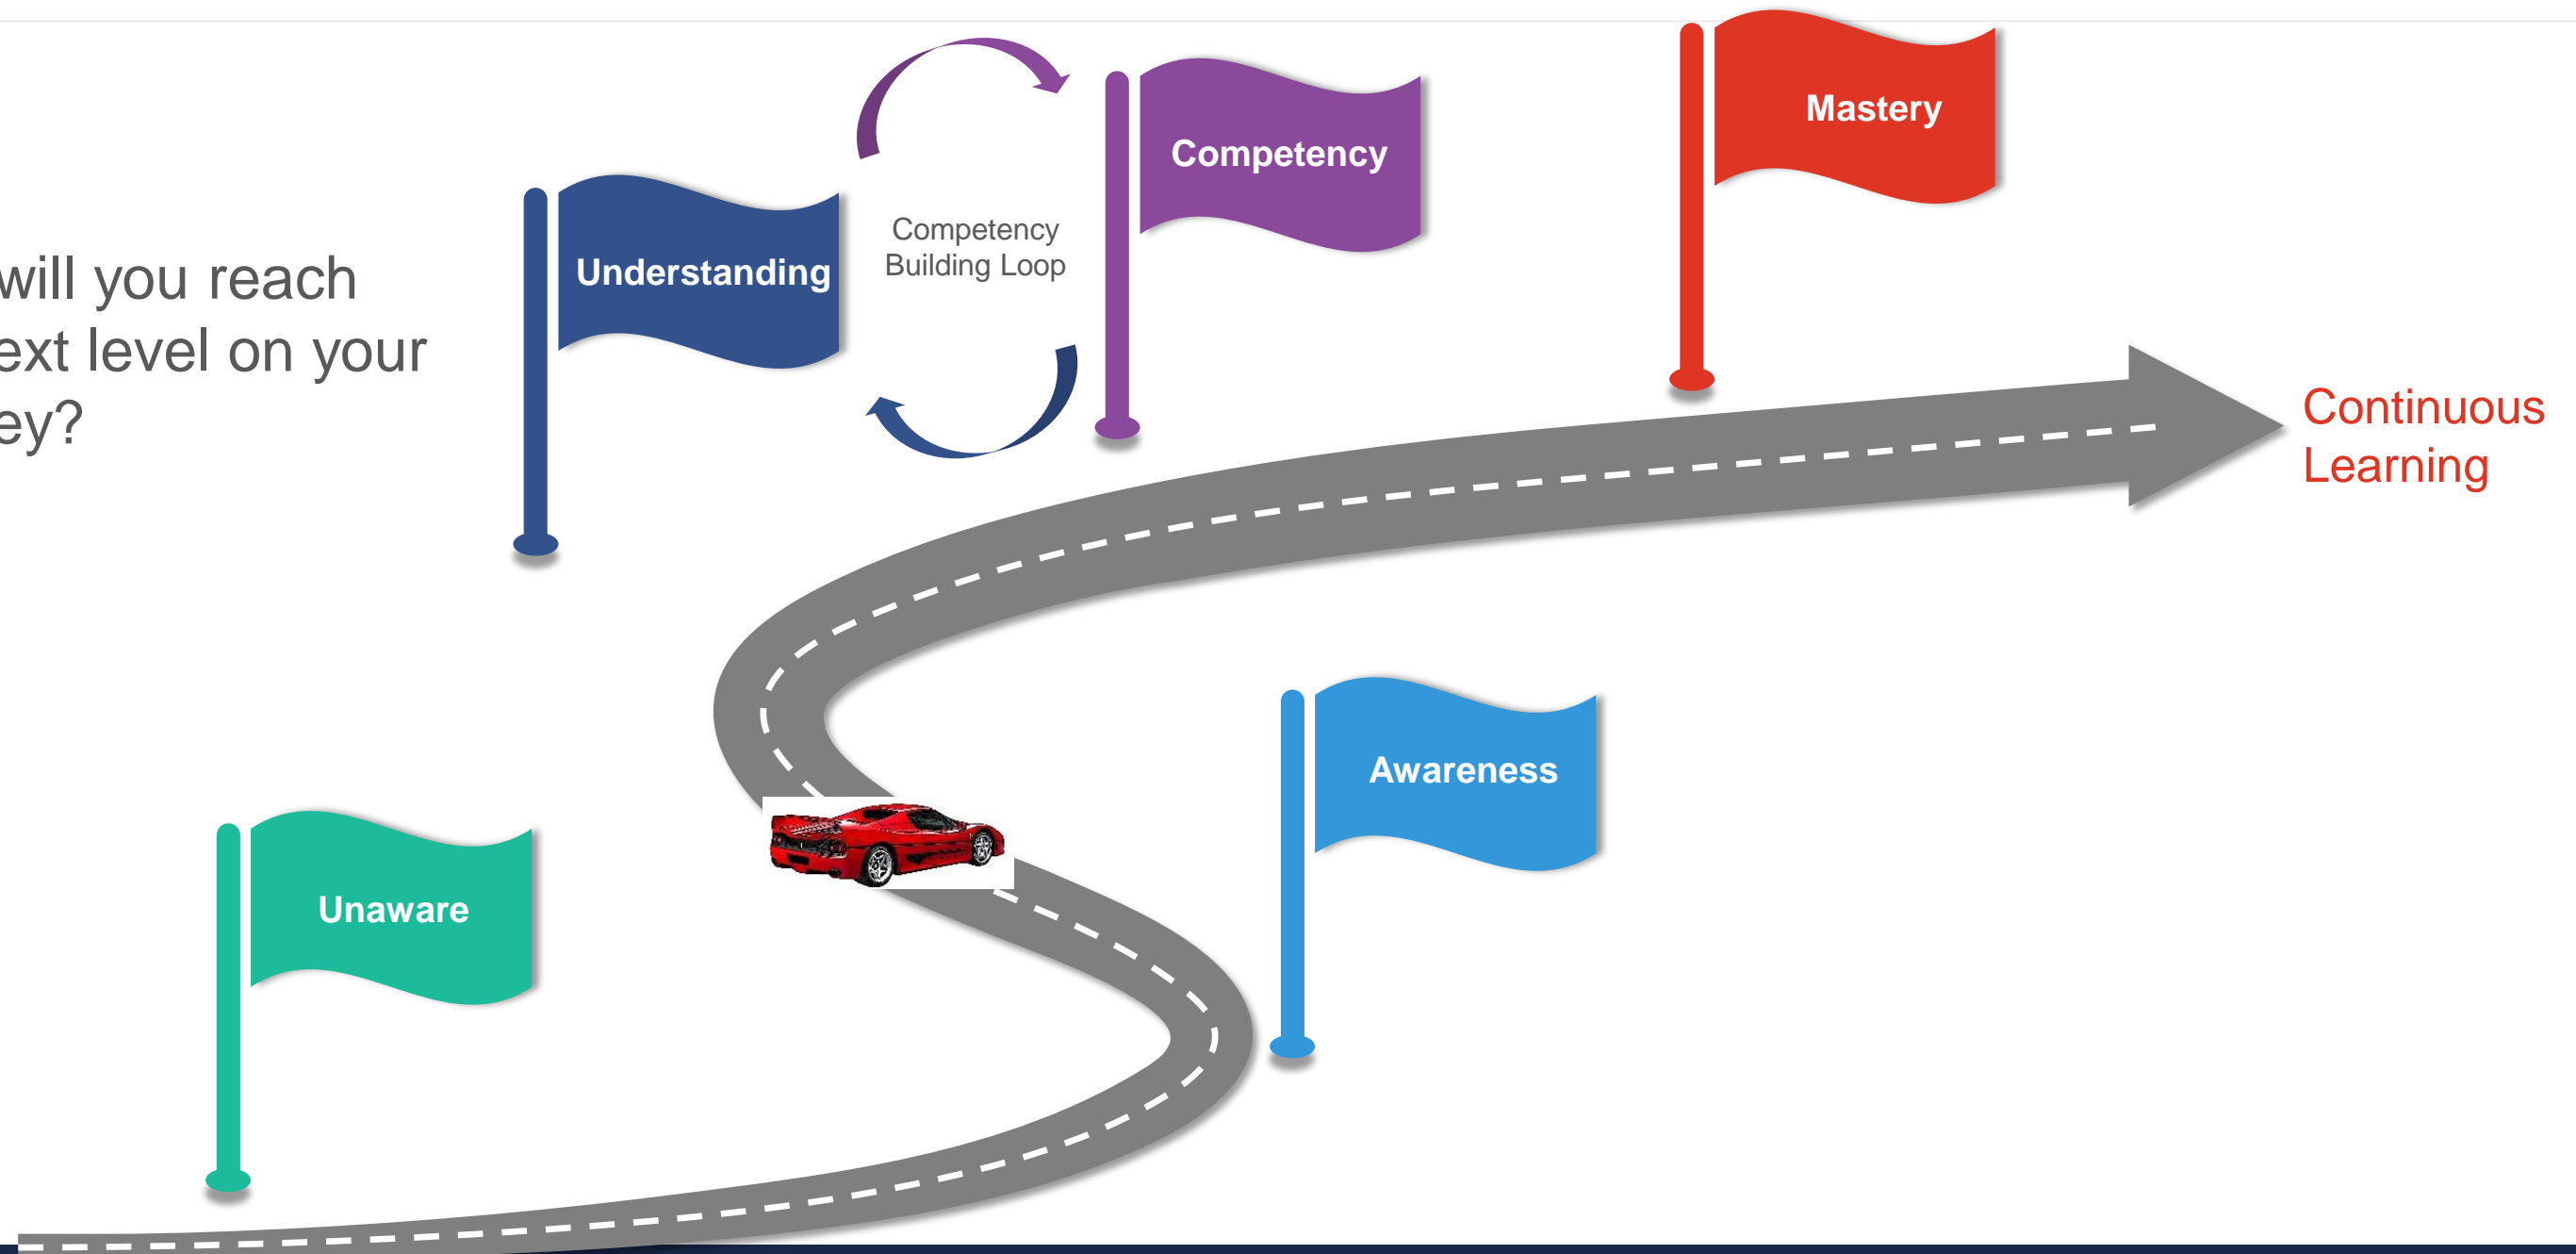 Mastery
Competency
Competency
Building Loop
Understanding
will you reach
ext level on your
ey?
Continuous
Learning
Awareness
Unaware